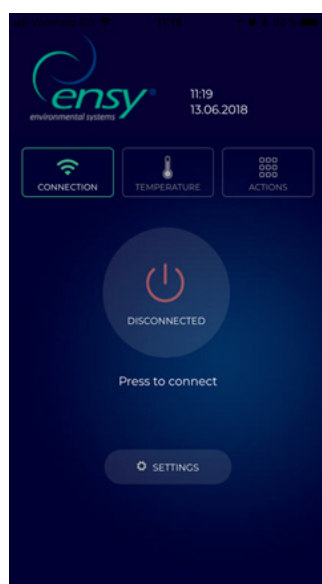 ensy
environmental systems
11:19
13.06.2018
CONNECTION
TEMPERATURE
ACTIONS
DISCONNECTED
Press to connect
SETTINGS